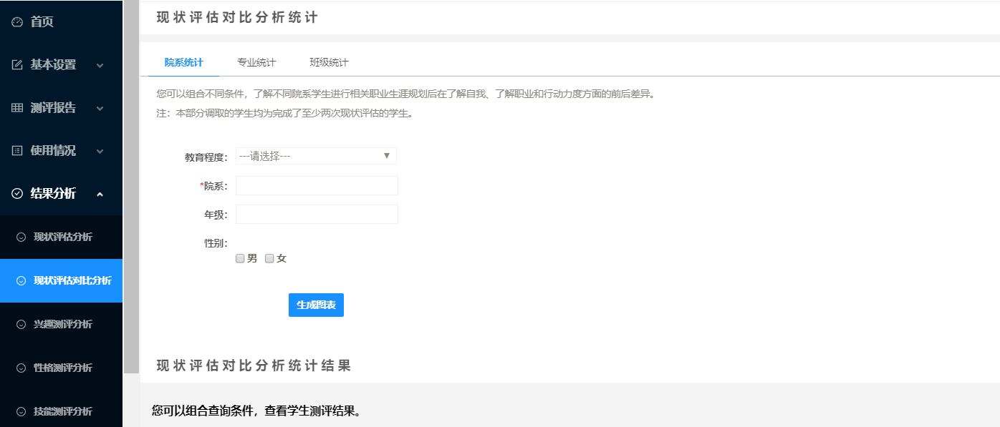 首页
基本设置
测评报告
使用情况
结果分析
现状评估分析
现状评估对比分析
兴趣测评分析
性格测评分析
技能测评分析
现状评估对比分析统计
院系统计 专业统计 班级统计
您可以组合不同条件，了解不同院系学生进行相关职业生涯规划后在了解自我、了解职业和行动力度方面的前后差异。
注：本部分调取的学生均为完成了至少两次现状评估的学生。
教育程度： ---请选择---
*院系：
年级：
性别：
男 女
生成图表
现状评估对比分析统计结果
您可以组合查询条件，查看学生测评结果。